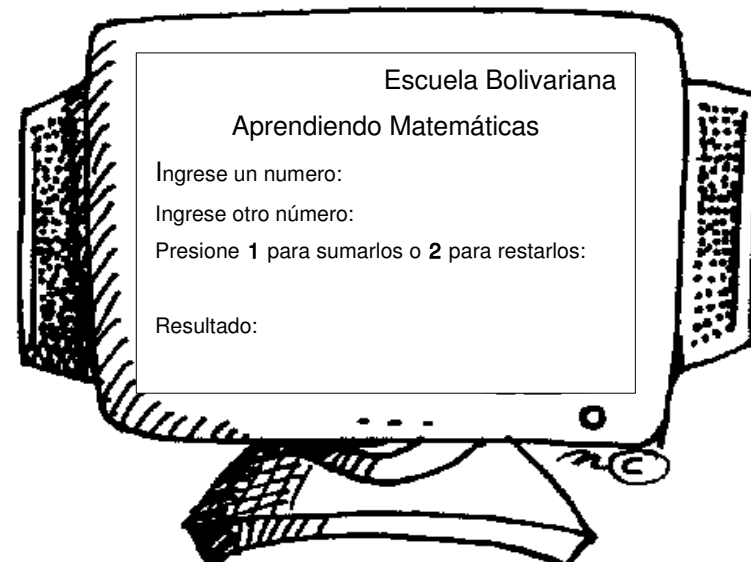 Escuela Bolivariana
Aprendiendo Matemáticas
Ingrese un numero:
Ingrese otro número:
Presione 1 para sumarlos o 2 para restarlos:
Resultado: